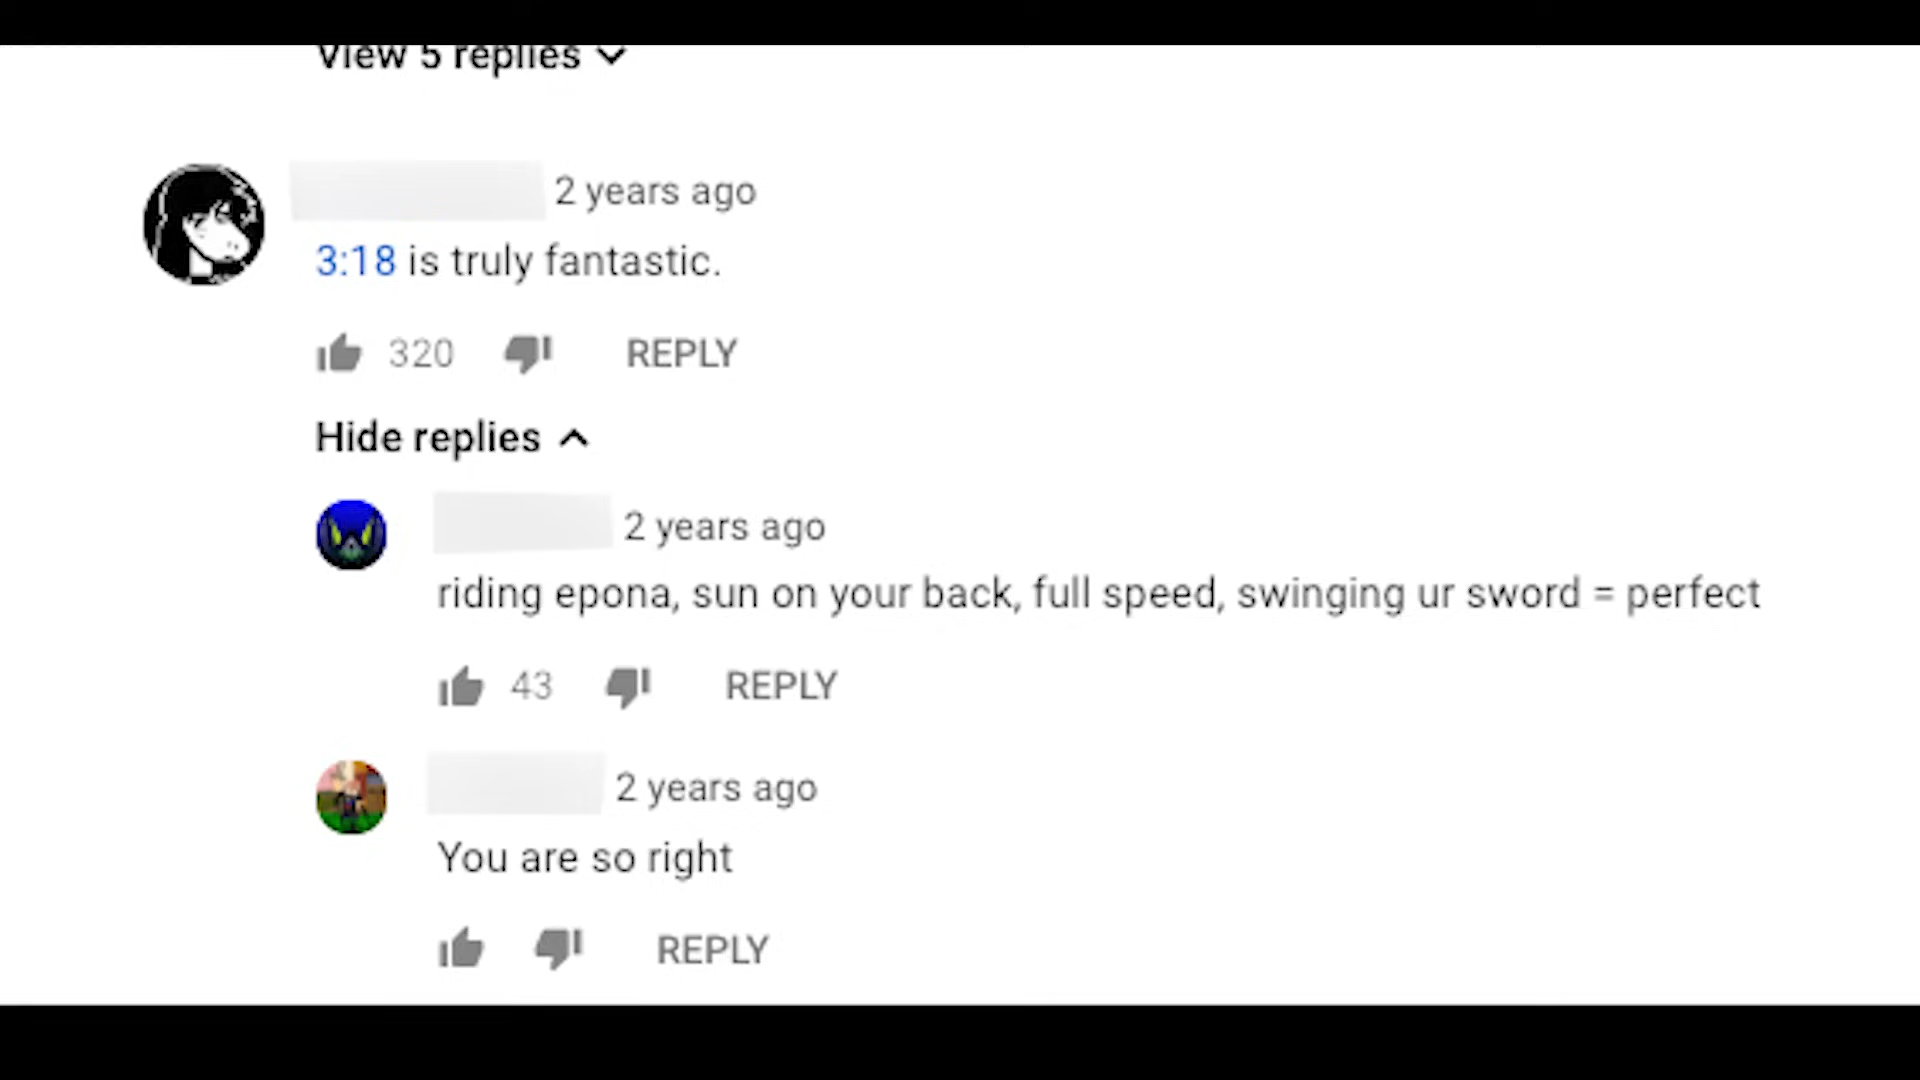 View 5 replies
2 years ago
3:18 is truly fantastic.
320 REPLY
Hide replies
2 years ago
riding epona, sun on your back, full speed, swinging ur sword = perfect
43 REPLY
2 years ago
You are so right
REPLY